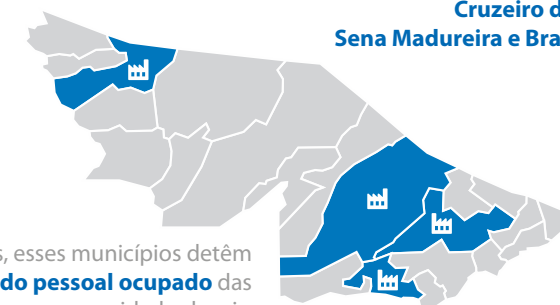 Cruzeiro d
Sena Madureira e Bra
s, esses municípios detêm
do pessoal ocupado das